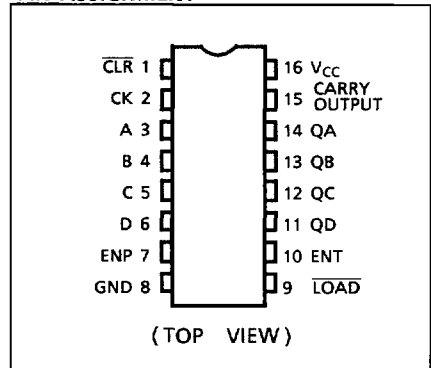 CLR 1 16 VCC
CK 2 15 CARRY OUTPUT
A 3 14 QA
B 4 13 QB
C 5 12 QC
D 6 11 QD
ENP 7 10 ENT
GND 8 9 LOAD
(TOP VIEW)